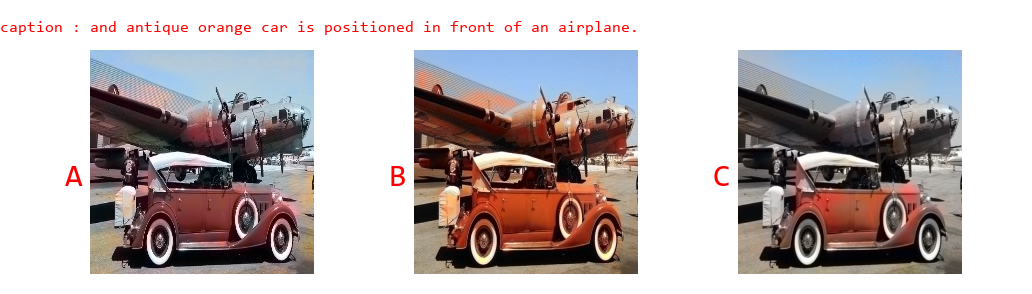 caption : and antique orange car is positioned in front of an airplane.
A
B
C